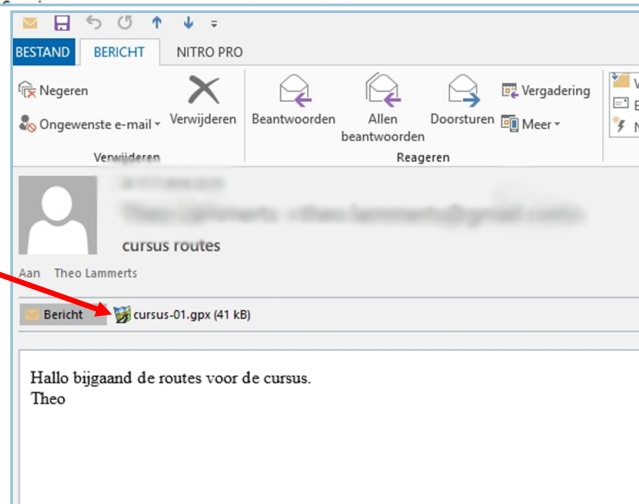 BESTAND BERICHT NITRO PRO
Negeren
Ongewenste e-mail
Verwijderen
Beantwoorden
Allen beantwoorden
Doorsturen
Vergadering
Meer
Verwijderen
Reageren
cursus routes
Aan Theo Lammerts
Bericht cursus-01.gpx (41 kB)
Hallo bijgaand de routes voor de cursus.
Theo